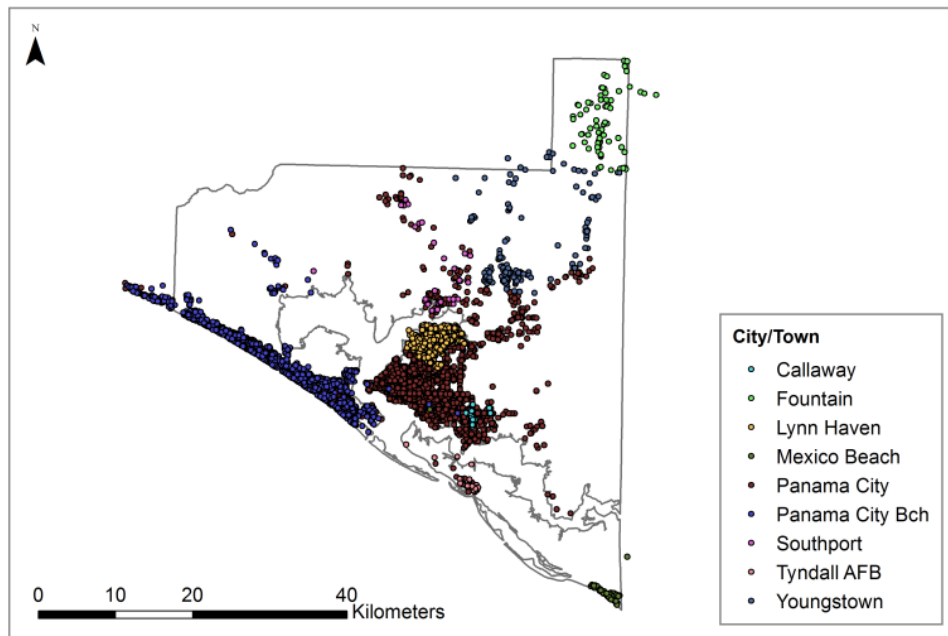 N
City/Town
Callaway
Fountain
Lynn Haven
Mexico Beach
Panama City
Panama City Bch
Southport
Tyndall AFB
Youngstown
0 10 20 40
Kilometers